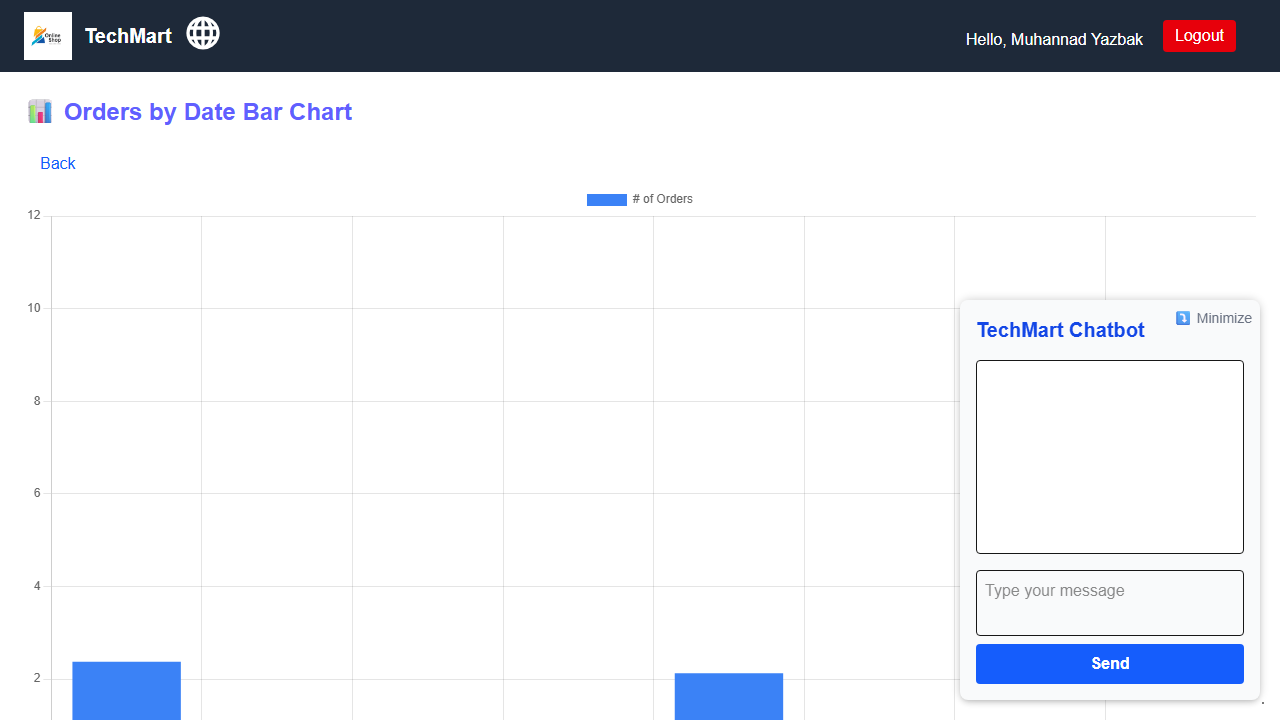 Online
Shop
TechMart
Hello, Muhannad Yazbak
Logout
Orders by Date Bar Chart
Back
# of Orders
12
10
8
6
4
2
Minimize
TechMart Chatbot
Type your message
Send